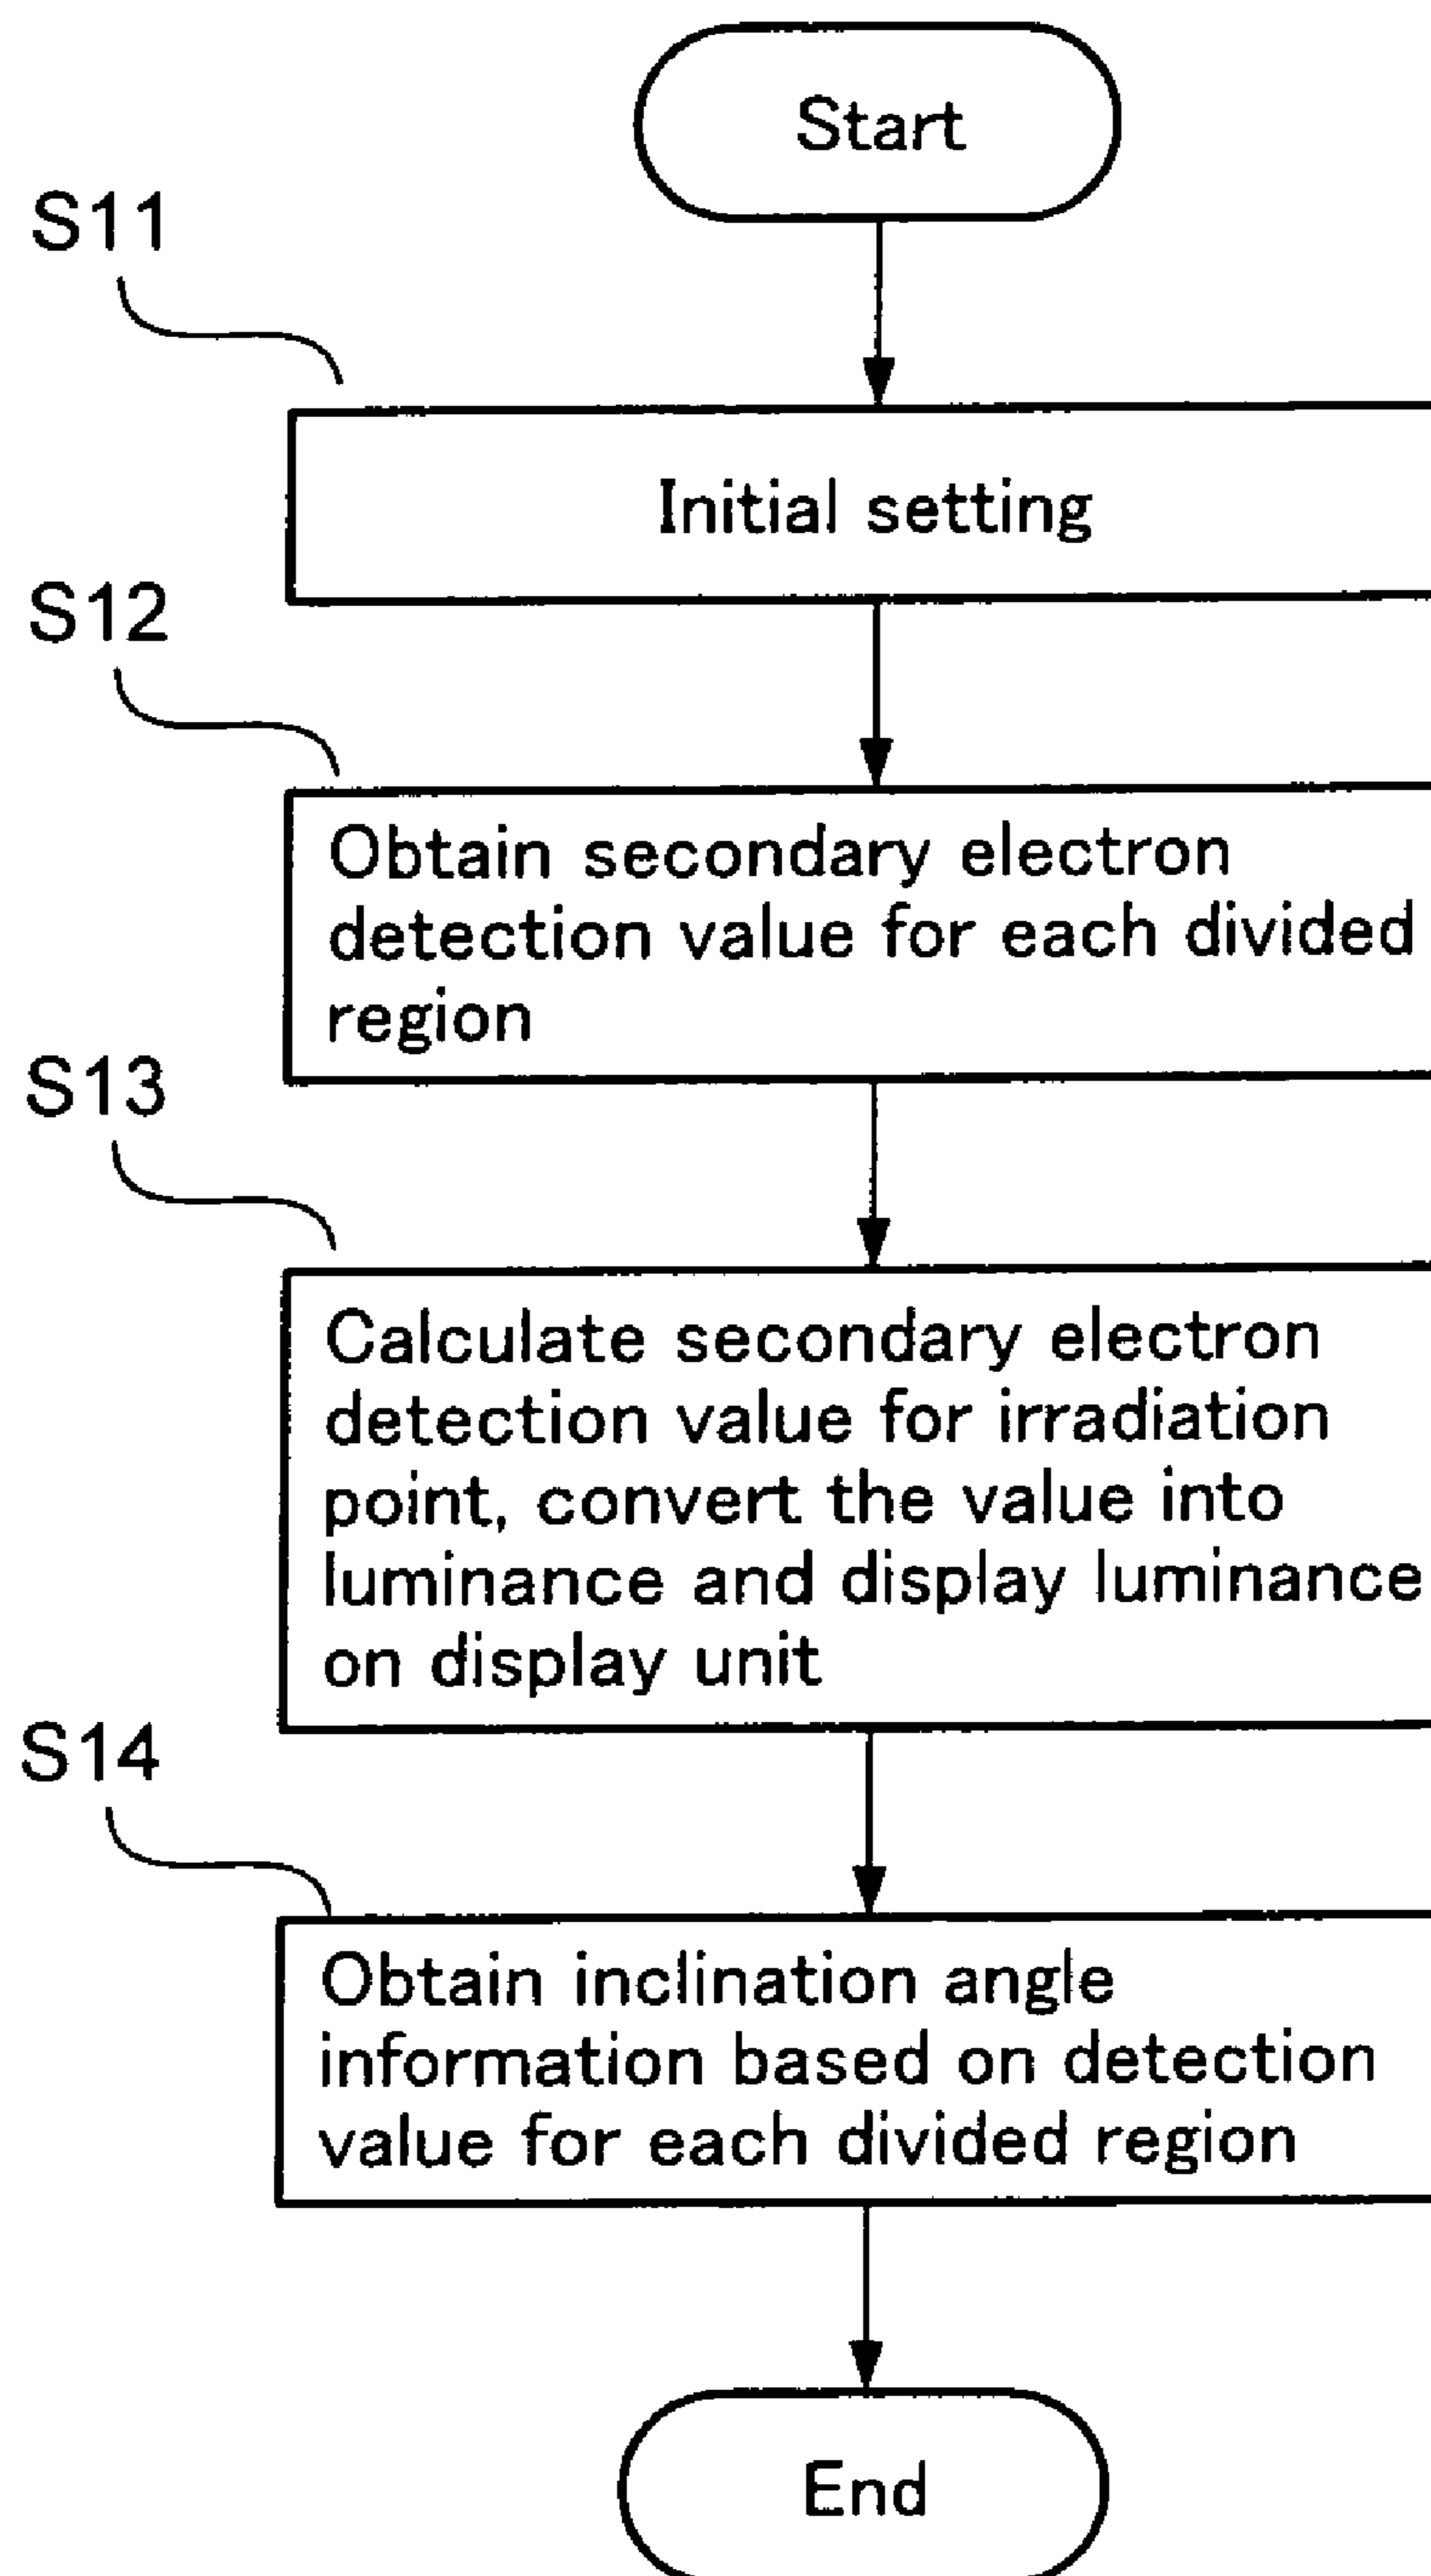 Start
S11
Initial setting
S12
Obtain secondary electron
detection value for each divided
region
S13
Calculate secondary electron
detection value for irradiation
point, convert the value into
luminance and display luminance
on display unit
S14
Obtain inclination angle
information based on detection
value for each divided region
End